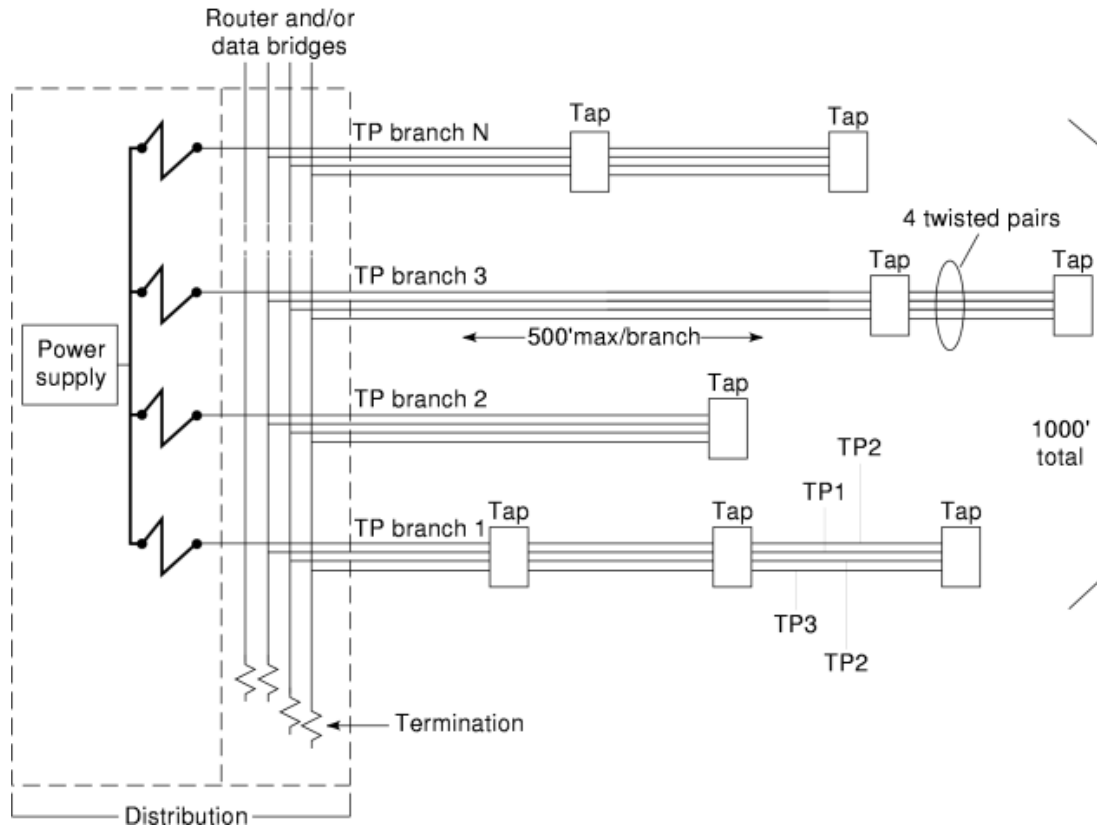 Router and/or
data bridges
TP branch N
Tap
Tap
4 twisted pairs
TP branch 3
Tap
Tap
500'max/branch
Power
supply
TP branch 2
Tap
1000'
total
TP2
TP1
TP branch 1
Tap
Tap
Tap
TP3
TP2
Termination
Distribution